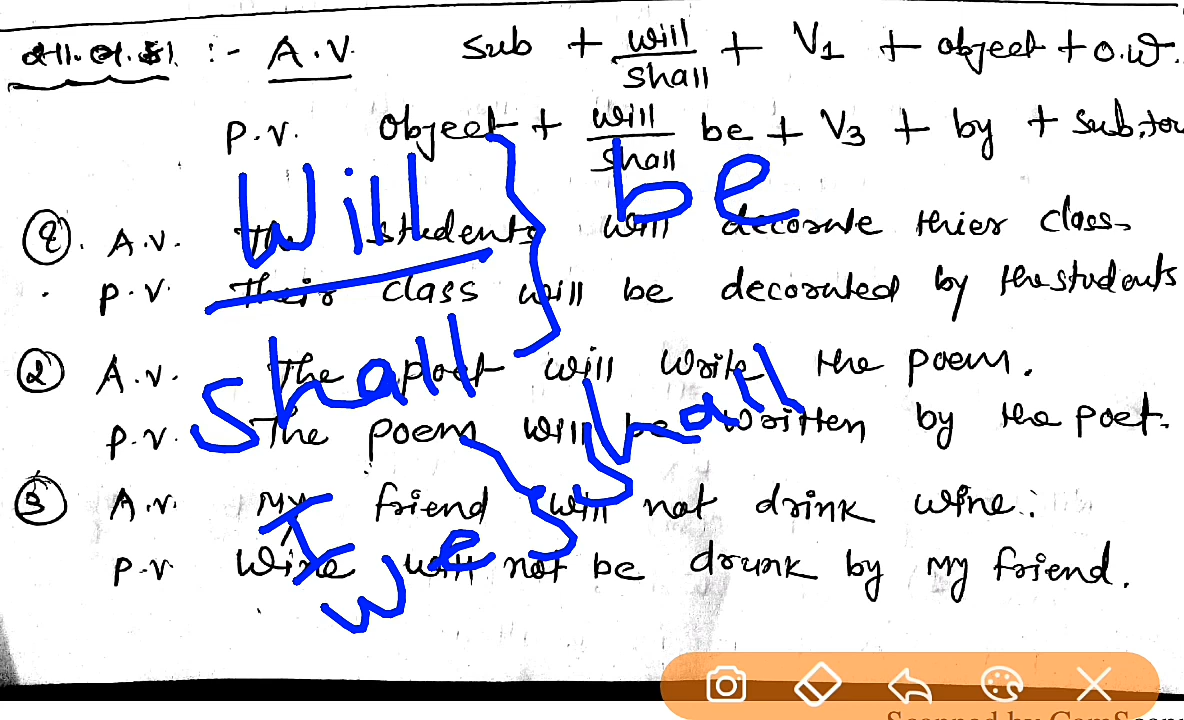 :- A.V. Sub + will/shall + V1 + object + o.w.
P.V. object + will/shall be + V3 + by + Sub.
Will be
①. A.V. The students will decorate thier class
P.V. Their class will be decorated by the students
② A.V. The poet will write the poem.
Shall shall
P.V. The poem will be written by the poet.
③ A.V. My friend will not drink wine.
I
P.V Wine will not be drunk by my friend.
we